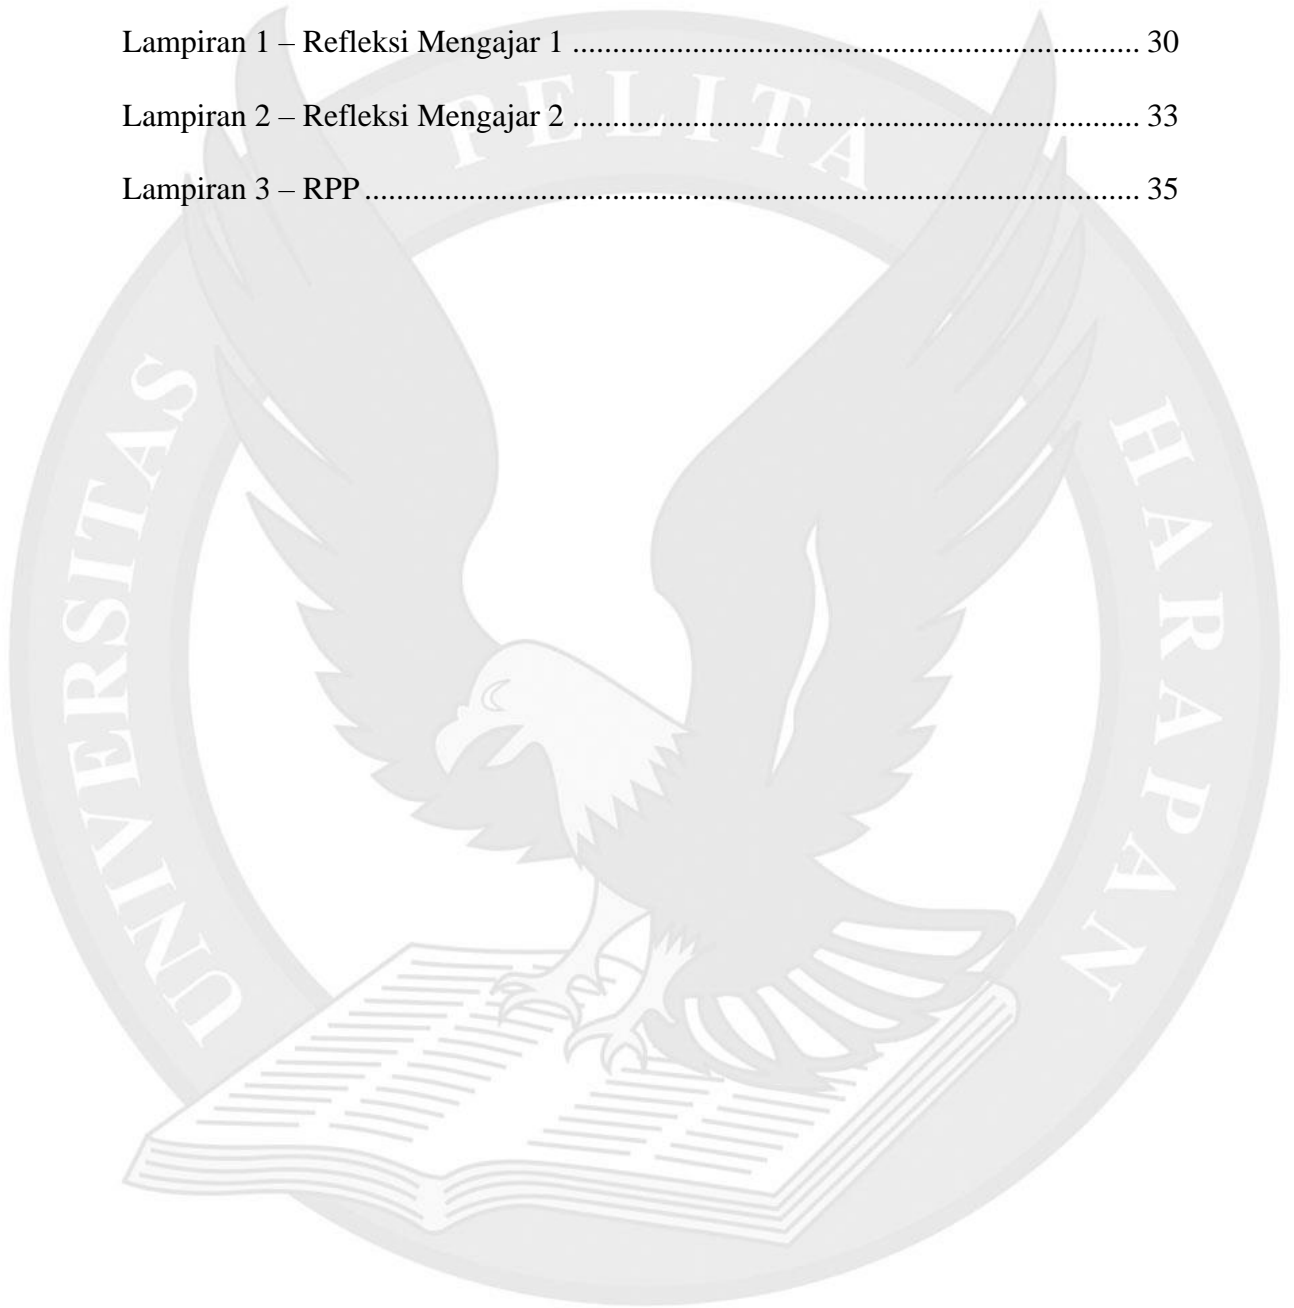 Lampiran 1 – Refleksi Mengajar 1 ........................................................................ 30
Lampiran 2 – Refleksi Mengajar 2 ........................................................................ 33
Lampiran 3 – RPP .................................................................................................. 35
UNIVERSITAS PELITA HARAPAN